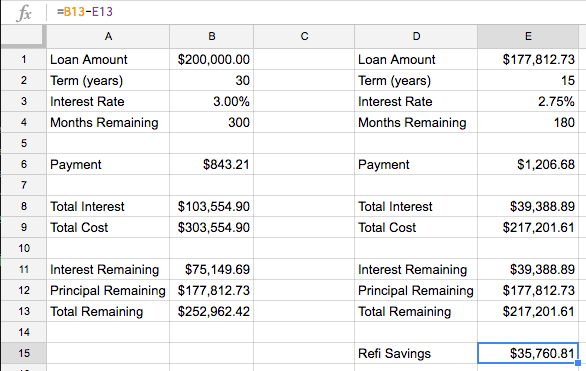 fx =B13-E13
A B C D E
1 Loan Amount $200,000.00 Loan Amount $177,812.73
2 Term (years) 30 Term (years) 15
3 Interest Rate 3.00% Interest Rate 2.75%
4 Months Remaining 300 Months Remaining 180
5
6 Payment $843.21 Payment $1,206.68
7
8 Total Interest $103,554.90 Total Interest $39,388.89
9 Total Cost $303,554.90 Total Cost $217,201.61
10
11 Interest Remaining $75,149.69 Interest Remaining $39,388.89
12 Principal Remaining $177,812.73 Principal Remaining $177,812.73
13 Total Remaining $252,962.42 Total Remaining $217,201.61
14
15 Refi Savings $35,760.81